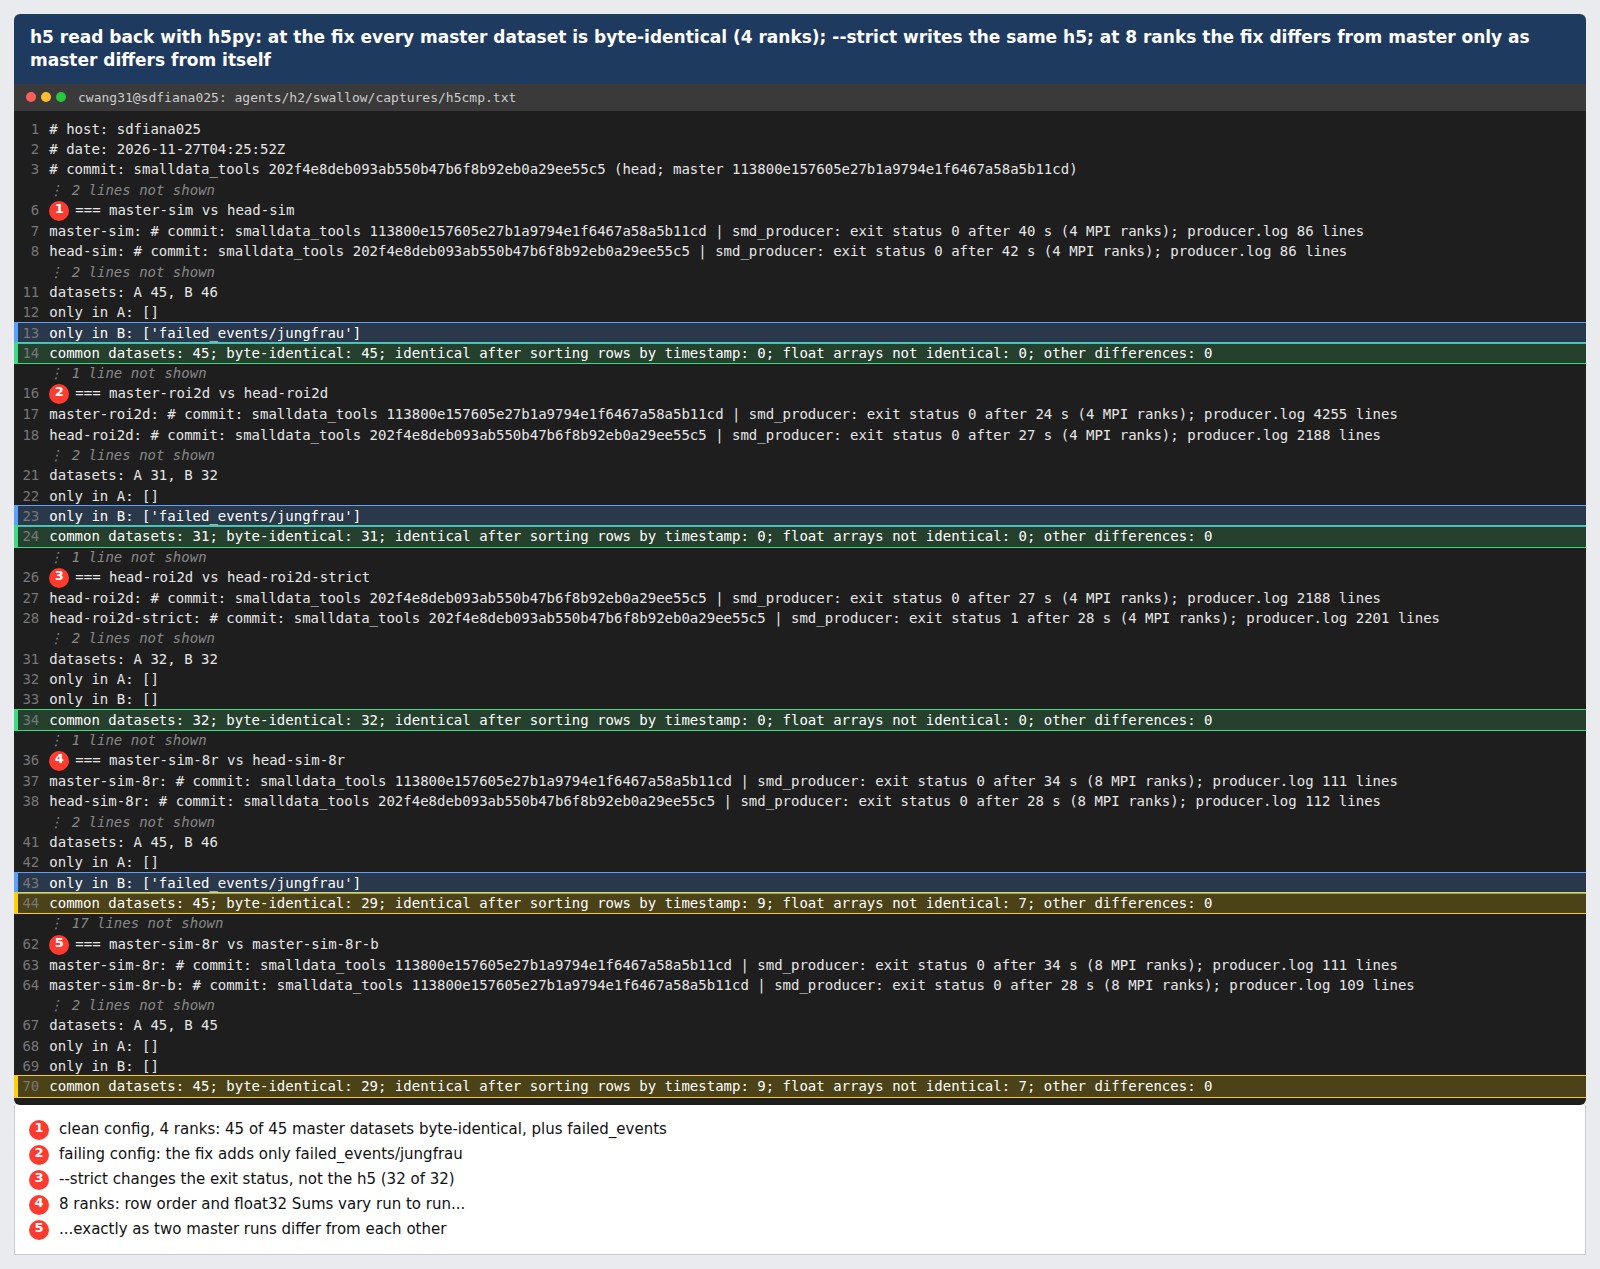 h5 read back with h5py: at the fix every master dataset is byte-identical (4 ranks); --strict writes the same h5; at 8 ranks the fix differs from master only as
master differs from itself
cwang31@sdfiana025: agents/h2/swallow/captures/h5cmp.txt
1 # host: sdfiana025
2 # date: 2026-11-27T04:25:52Z
3 # commit: smalldata_tools 202f4e8deb093ab550b47b6f8b92eb0a29ee55c5 (head; master 113800e157605e27b1a9794e1f6467a58a5b11cd)
⋮ 2 lines not shown
6 1 === master-sim vs head-sim
7 master-sim: # commit: smalldata_tools 113800e157605e27b1a9794e1f6467a58a5b11cd | smd_producer: exit status 0 after 40 s (4 MPI ranks); producer.log 86 lines
8 head-sim: # commit: smalldata_tools 202f4e8deb093ab550b47b6f8b92eb0a29ee55c5 | smd_producer: exit status 0 after 42 s (4 MPI ranks); producer.log 86 lines
⋮ 2 lines not shown
11 datasets: A 45, B 46
12 only in A: []
13 only in B: ['failed_events/jungfrau']
14 common datasets: 45; byte-identical: 45; identical after sorting rows by timestamp: 0; float arrays not identical: 0; other differences: 0
⋮ 1 line not shown
16 2 === master-roi2d vs head-roi2d
17 master-roi2d: # commit: smalldata_tools 113800e157605e27b1a9794e1f6467a58a5b11cd | smd_producer: exit status 0 after 24 s (4 MPI ranks); producer.log 4255 lines
18 head-roi2d: # commit: smalldata_tools 202f4e8deb093ab550b47b6f8b92eb0a29ee55c5 | smd_producer: exit status 0 after 27 s (4 MPI ranks); producer.log 2188 lines
⋮ 2 lines not shown
21 datasets: A 31, B 32
22 only in A: []
23 only in B: ['failed_events/jungfrau']
24 common datasets: 31; byte-identical: 31; identical after sorting rows by timestamp: 0; float arrays not identical: 0; other differences: 0
⋮ 1 line not shown
26 3 === head-roi2d vs head-roi2d-strict
27 head-roi2d: # commit: smalldata_tools 202f4e8deb093ab550b47b6f8b92eb0a29ee55c5 | smd_producer: exit status 0 after 27 s (4 MPI ranks); producer.log 2188 lines
28 head-roi2d-strict: # commit: smalldata_tools 202f4e8deb093ab550b47b6f8b92eb0a29ee55c5 | smd_producer: exit status 1 after 28 s (4 MPI ranks); producer.log 2201 lines
⋮ 2 lines not shown
31 datasets: A 32, B 32
32 only in A: []
33 only in B: []
34 common datasets: 32; byte-identical: 32; identical after sorting rows by timestamp: 0; float arrays not identical: 0; other differences: 0
⋮ 1 line not shown
36 4 === master-sim-8r vs head-sim-8r
37 master-sim-8r: # commit: smalldata_tools 113800e157605e27b1a9794e1f6467a58a5b11cd | smd_producer: exit status 0 after 34 s (8 MPI ranks); producer.log 111 lines
38 head-sim-8r: # commit: smalldata_tools 202f4e8deb093ab550b47b6f8b92eb0a29ee55c5 | smd_producer: exit status 0 after 28 s (8 MPI ranks); producer.log 112 lines
⋮ 2 lines not shown
41 datasets: A 45, B 46
42 only in A: []
43 only in B: ['failed_events/jungfrau']
44 common datasets: 45; byte-identical: 29; identical after sorting rows by timestamp: 9; float arrays not identical: 7; other differences: 0
⋮ 17 lines not shown
62 5 === master-sim-8r vs master-sim-8r-b
63 master-sim-8r: # commit: smalldata_tools 113800e157605e27b1a9794e1f6467a58a5b11cd | smd_producer: exit status 0 after 34 s (8 MPI ranks); producer.log 111 lines
64 master-sim-8r-b: # commit: smalldata_tools 113800e157605e27b1a9794e1f6467a58a5b11cd | smd_producer: exit status 0 after 28 s (8 MPI ranks); producer.log 109 lines
⋮ 2 lines not shown
67 datasets: A 45, B 45
68 only in A: []
69 only in B: []
70 common datasets: 45; byte-identical: 29; identical after sorting rows by timestamp: 9; float arrays not identical: 7; other differences: 0
1 clean config, 4 ranks: 45 of 45 master datasets byte-identical, plus failed_events
2 failing config: the fix adds only failed_events/jungfrau
3 --strict changes the exit status, not the h5 (32 of 32)
4 8 ranks: row order and float32 Sums vary run to run...
5 ...exactly as two master runs differ from each other